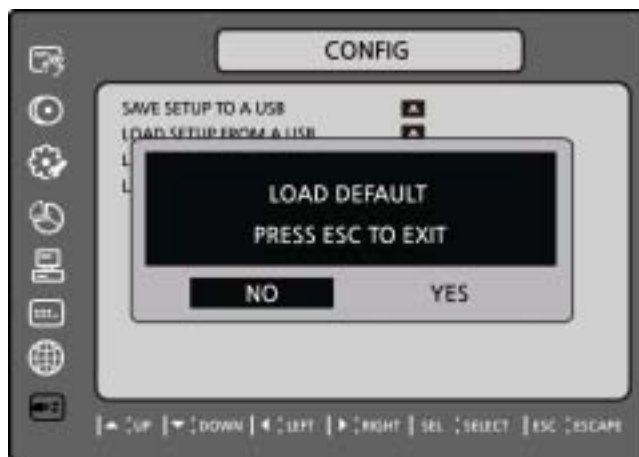 CONFIG
SAVE SETUP TO A USB
LOAD SETUP FROM A USB
L
L
LOAD DEFAULT
PRESS ESC TO EXIT
NO YES
UP DOWN LEFT RIGHT SEL SELECT ESC ESCAPE